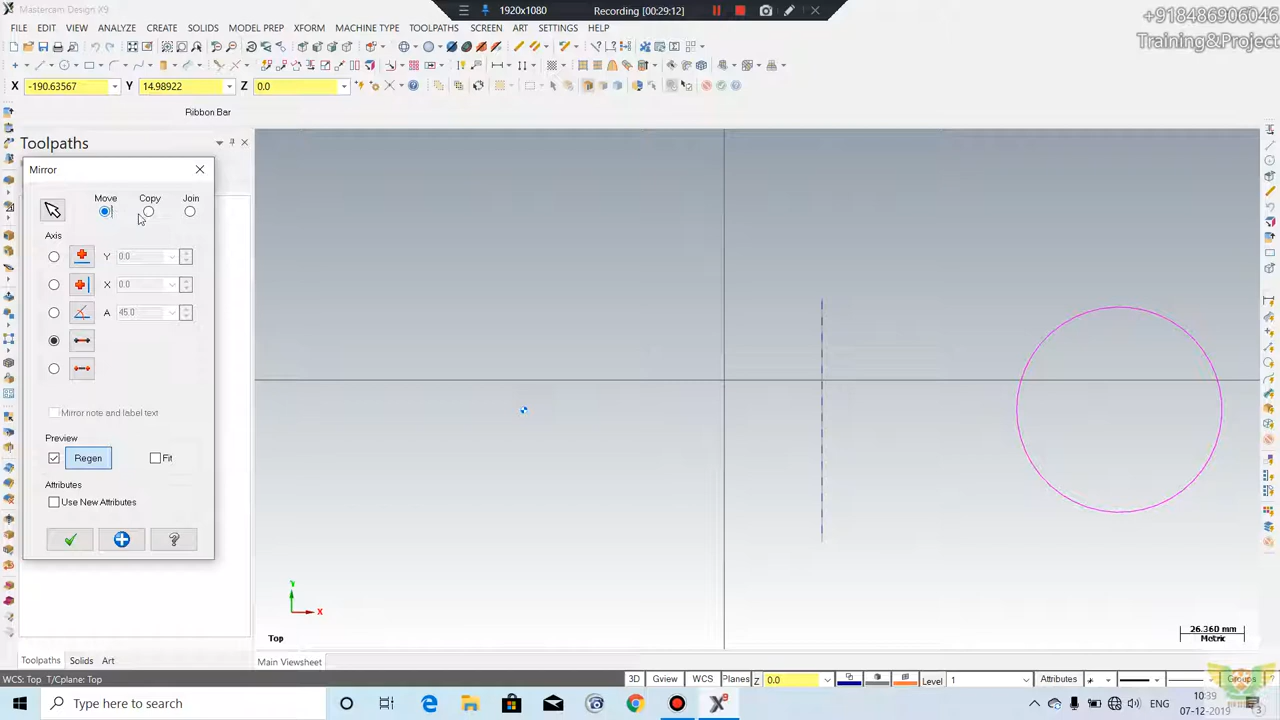 Mastercam Design X9
1920x1080
Recording [00:29:12]
+918486906046
Training&Project
FILE EDIT VIEW ANALYZE CREATE SOLIDS MODEL PREP XFORM MACHINE TYPE TOOLPATHS SCREEN ART SETTINGS HELP
X -190.63567 Y 14.98922 Z 0.0
Ribbon Bar
Toolpaths
Mirror
Move Copy Join
Axis
Y 0.0
X 0.0
A 45.0
Mirror note and label text
Preview
Regen Fit
Attributes
Use New Attributes
Y
X
Top
26.360 mm
Metric
Toolpaths Solids Art
Main Viewsheet
WCS: Top T/Cplane: Top
3D Gview WCS Planes Z 0.0 Level 1 Attributes Groups ?
Type here to search
X9
ENG
10:39
07-12-2019
3